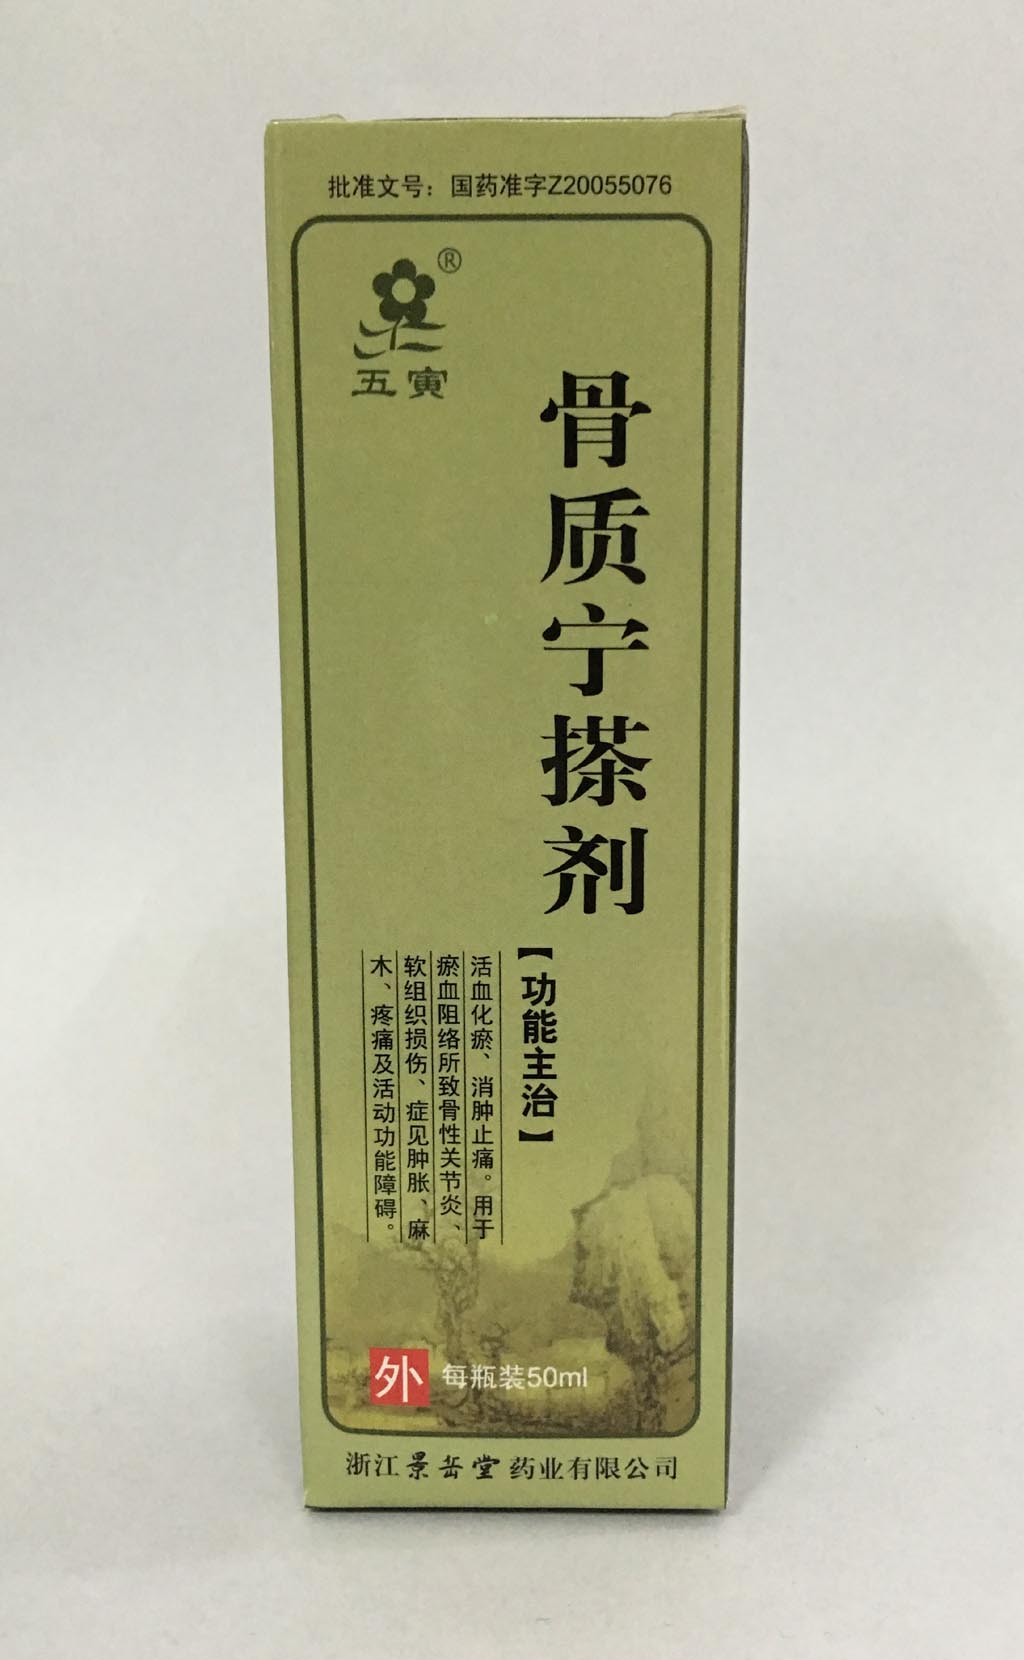 批准文号：国药准字Z20055076
®
五寅
骨质宁搽剂
【功能主治】
活血化瘀、消肿止痛。用于
瘀血阻络所致骨性关节炎、
软组织损伤、症见肿胀、麻
木、疼痛及活动功能障碍。
外 每瓶装50ml
浙江景岳堂药业有限公司